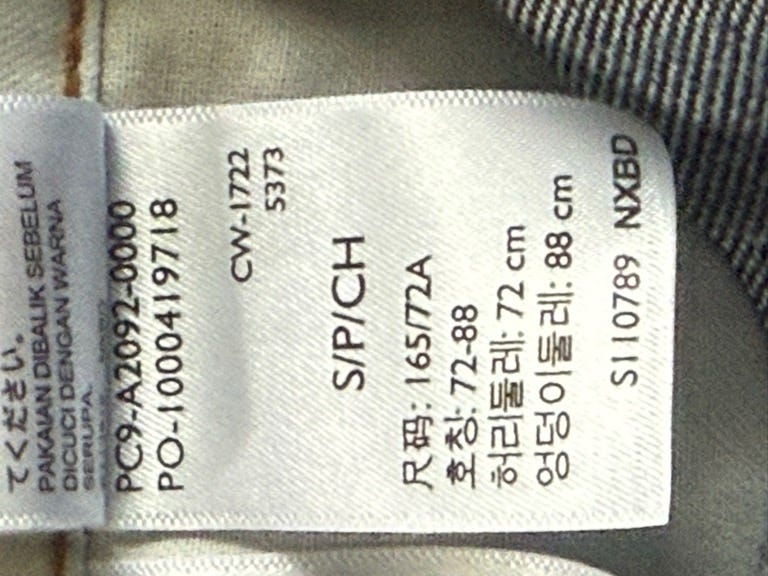 てください。
PAKAIAN DIBALIK SEBELUM
DICUCI DENGAN WARNA
SERUPA.
PC9-A2092-0000
PO-1000419718
CW-1722
5373
S/P/CH
尺码: 165/72A
호칭: 72-88
허리둘레: 72 cm
엉덩이둘레: 88 cm
S110789 NXBD